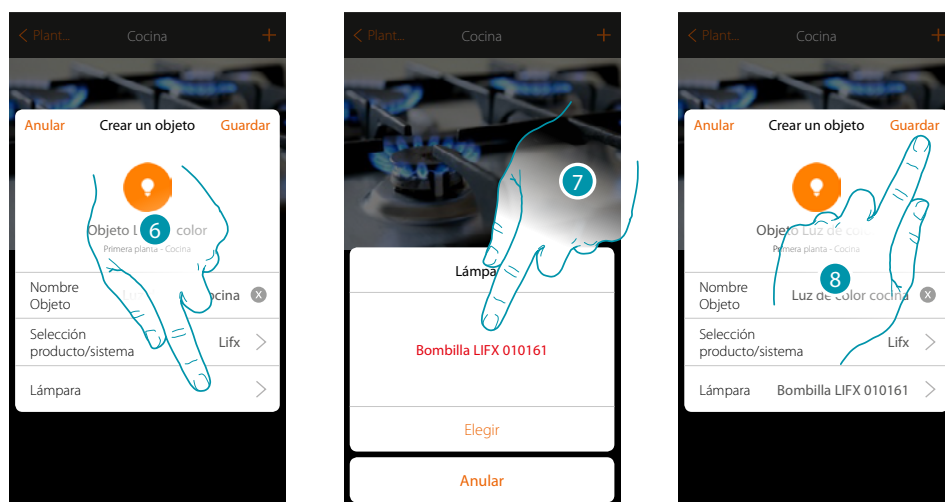 < Plant... Cocina +
Anular Crear un objeto Guardar
Objeto L 6 color
Primera planta - Cocina
Nombre
Objeto
ocina X
Selección
producto/sistema
Lifx >
Lámpara >
< Plant... Cocina +
7
Lámpa
Bombilla LIFX 010161
Elegir
Anular
< Plant... Cocina +
Anular Crear un objeto Guardar
Objeto Luz de col
Primera planta - Cocina
8
Nombre
Objeto
Luz de color cocina X
Selección
producto/sistema
Lifx >
Lámpara Bombilla LIFX 010161 >